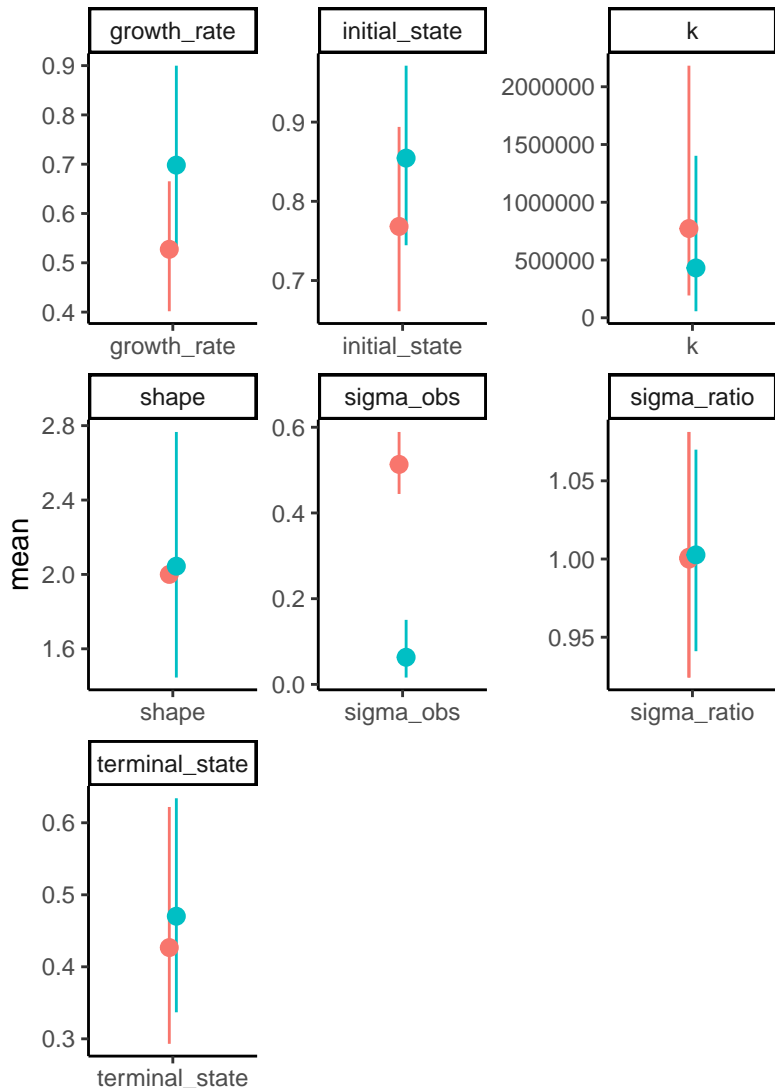 growth_rate
0.9
0.8
0.7
0.6
0.5
0.4
growth_rate
initial_state
0.9
0.8
0.7
initial_state
k
2000000
1500000
1000000
500000
0
k
mean
shape
2.8
2.4
2.0
1.6
shape
sigma_obs
0.6
0.4
0.2
0.0
sigma_obs
sigma_ratio
1.05
1.00
0.95
sigma_ratio
terminal_state
0.6
0.5
0.4
0.3
terminal_state